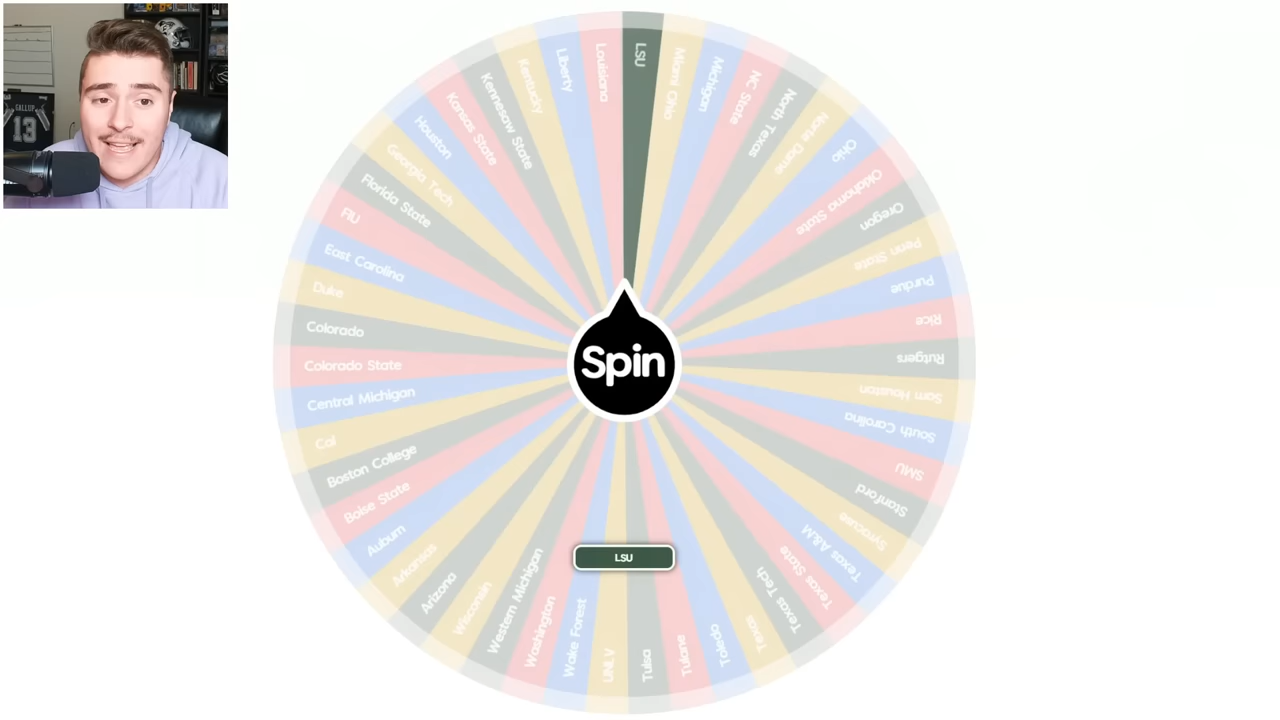 GALLUP
13
LSU
Miami Ohio
Michigan
NC State
North Texas
Notre Dame
Ohio
Oklahoma State
Oregon
Penn State
Purdue
Rice
Rutgers
Sam Houston
South Carolina
SMU
Stanford
Syracuse
Texas A&M
Texas State
Texas Tech
Texas
Toledo
Tulane
Tulsa
UNLV
Wake Forest
Washington
Western Michigan
Wisconsin
Arizona
Arkansas
Auburn
Boise State
Boston College
Cal
Central Michigan
Colorado State
Colorado
Duke
East Carolina
FIU
Florida State
Georgia Tech
Houston
Kansas State
Kennesaw State
Kentucky
Liberty
Louisiana
Spin
LSU